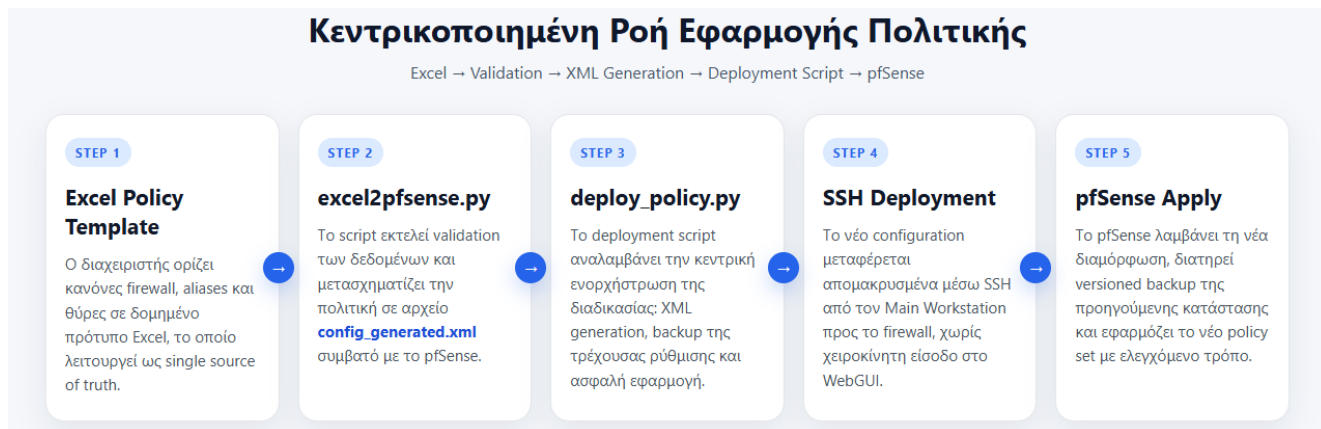 Κεντρικοποιημένη Ροή Εφαρμογής Πολιτικής
Excel → Validation → XML Generation → Deployment Script → pfSense
STEP 1
Excel Policy
Template
Ο διαχειριστής ορίζει
κανόνες firewall, aliases και
θύρες σε δομημένο
πρότυπο Excel, το οποίο
λειτουργεί ως single source
of truth.
→
STEP 2
excel2pfsense.py
Το script εκτελεί validation
των δεδομένων και
μετασχηματίζει την
πολιτική σε αρχείο
config_generated.xml
συμβατό με το pfSense.
→
STEP 3
deploy_policy.py
Το deployment script
αναλαμβάνει την κεντρική
ενορχήστρωση της
διαδικασίας: XML
generation, backup της
τρέχουσας ρύθμισης και
ασφαλή εφαρμογή.
→
STEP 4
SSH Deployment
Το νέο configuration
μεταφέρεται
απομακρυσμένα μέσω SSH
από τον Main Workstation
προς το firewall, χωρίς
χειροκίνητη είσοδο στο
WebGUI.
→
STEP 5
pfSense Apply
Το pfSense λαμβάνει τη νέα
διαμόρφωση, διατηρεί
versioned backup της
προηγούμενης κατάστασης
και εφαρμόζει το νέο policy
set με ελεγχόμενο τρόπο.